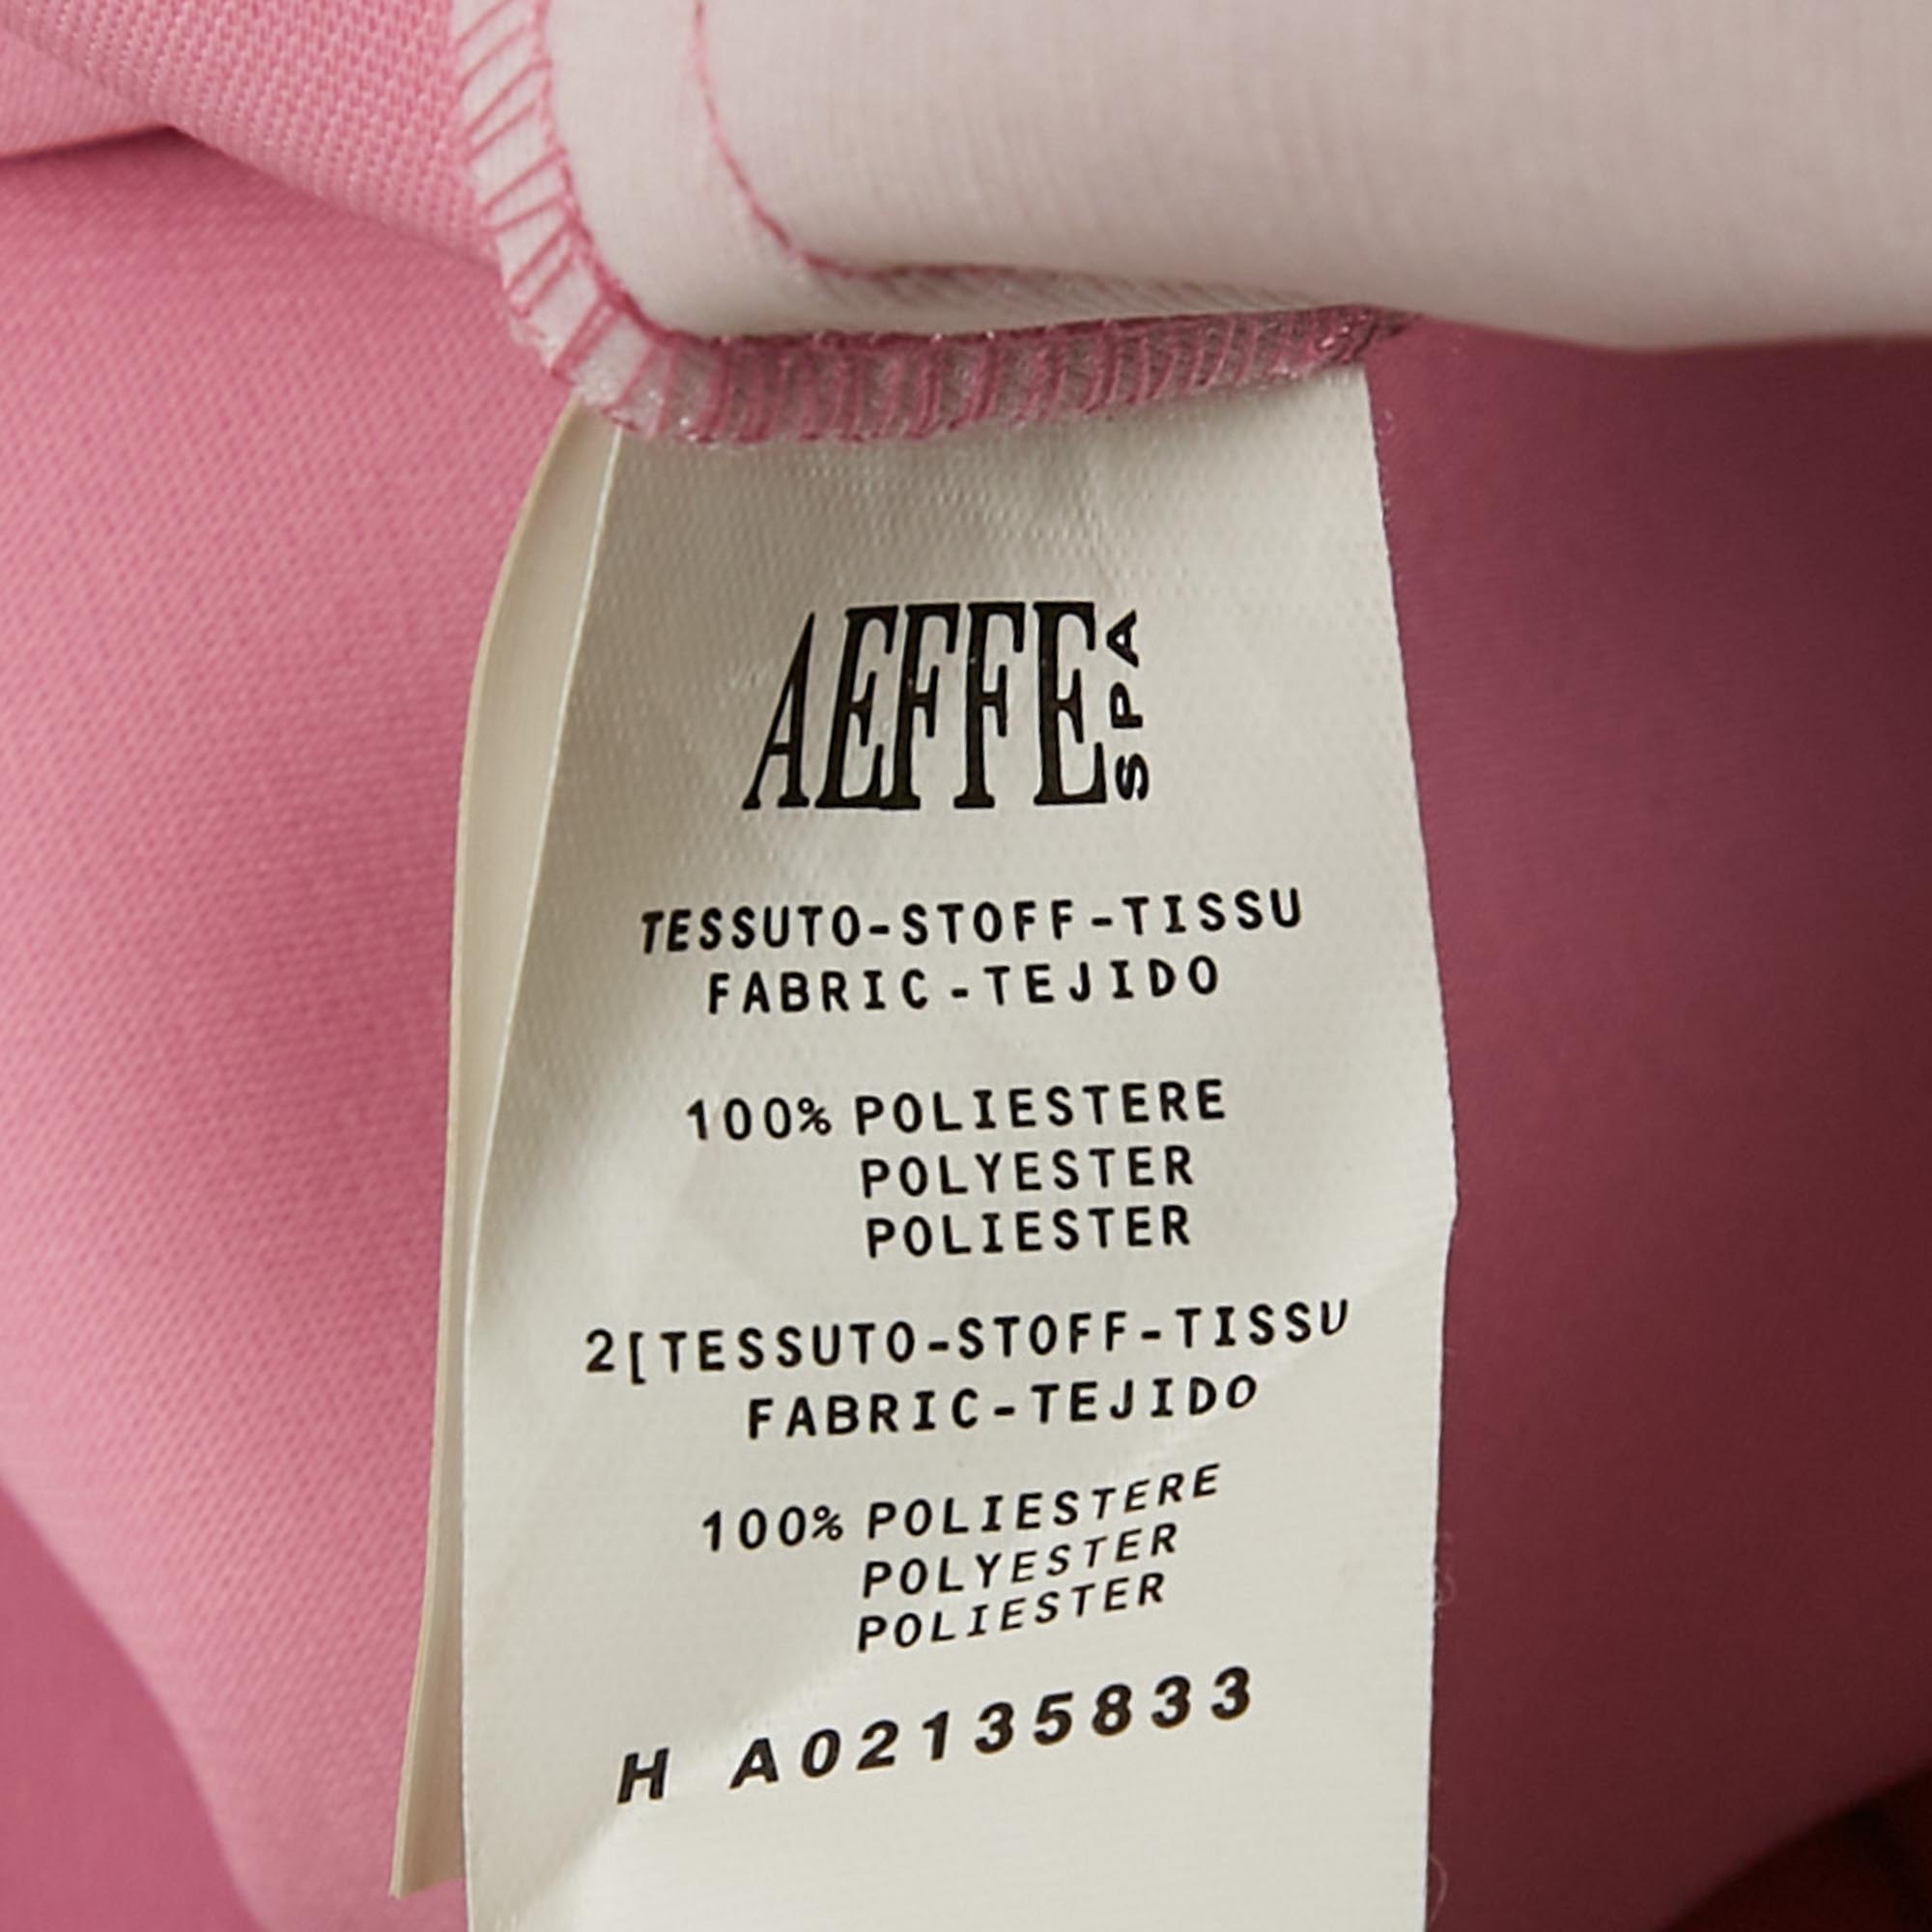 AEFFE SPA
TESSUTO-STOFF-TISSU
FABRIC-TEJIDO
100% POLIESTERE
POLYESTER
POLIESTER
2[TESSUTO-STOFF-TISSU
FABRIC-TEJIDO
100% POLIESTERE
POLYESTER
POLIESTER
H A02135833